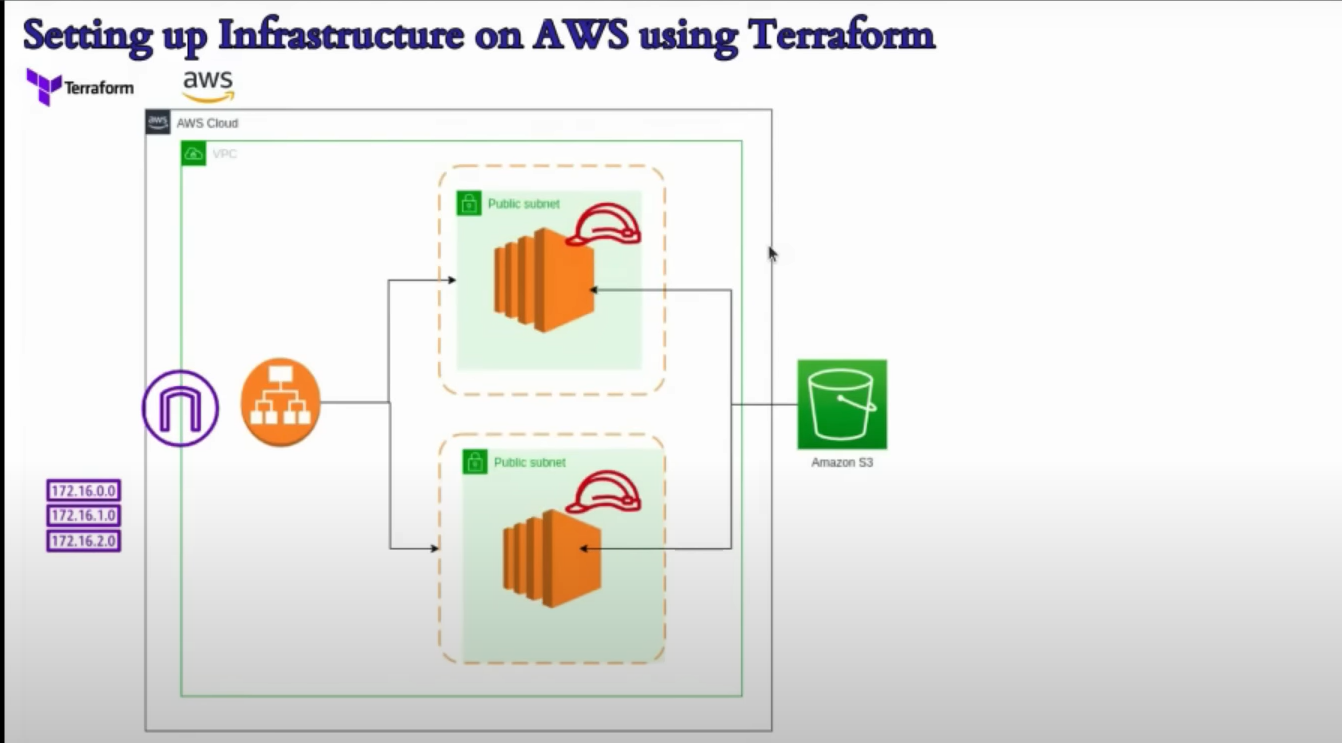 Setting up Infrastructure on AWS using Terraform
Terraform
aws
aws
AWS Cloud
VPC
Public subnet
Amazon S3
Public subnet
172.16.0.0
172.16.1.0
172.16.2.0